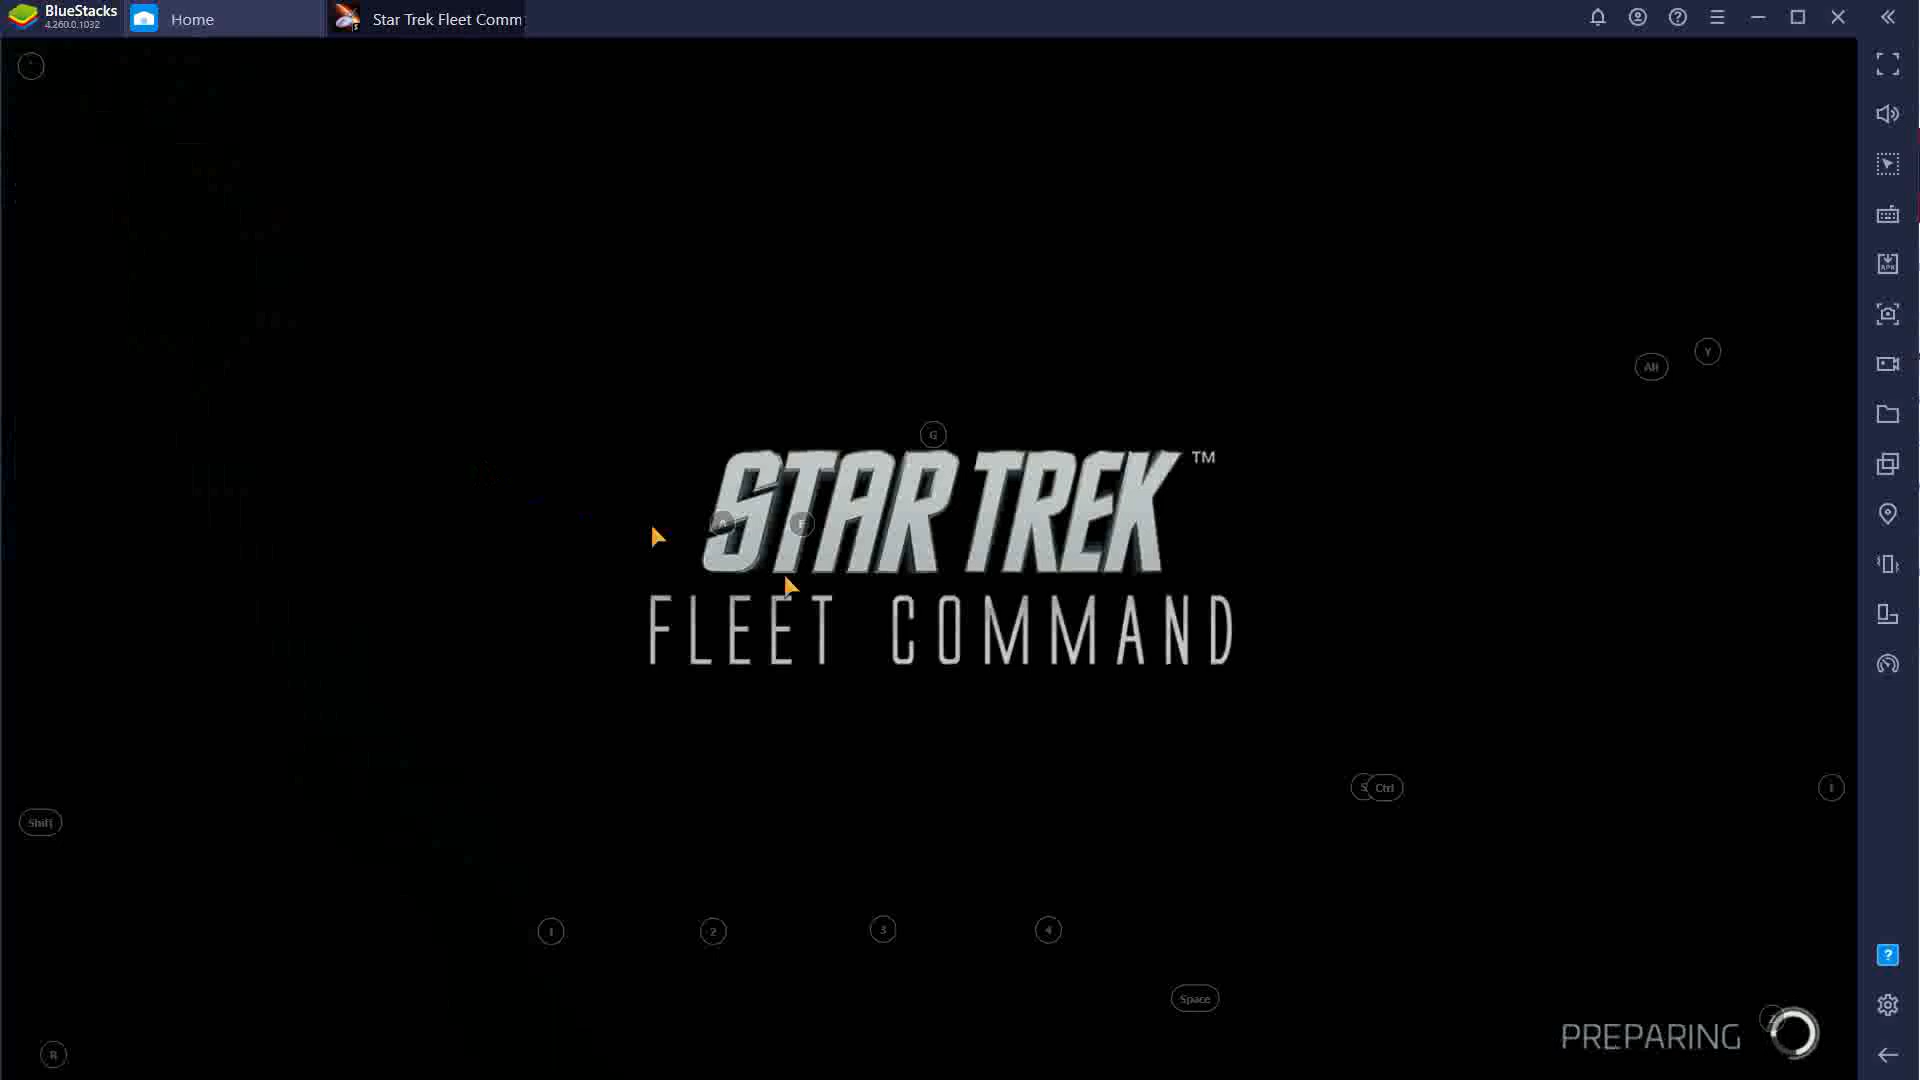 BlueStacks
4.260.0.1032
Home
Star Trek Fleet Comm
Y
Alt
G
STAR TREK™
A
F
FLEET COMMAND
S
Ctrl
Shift
1
2
3
4
Space
Z
PREPARING
R